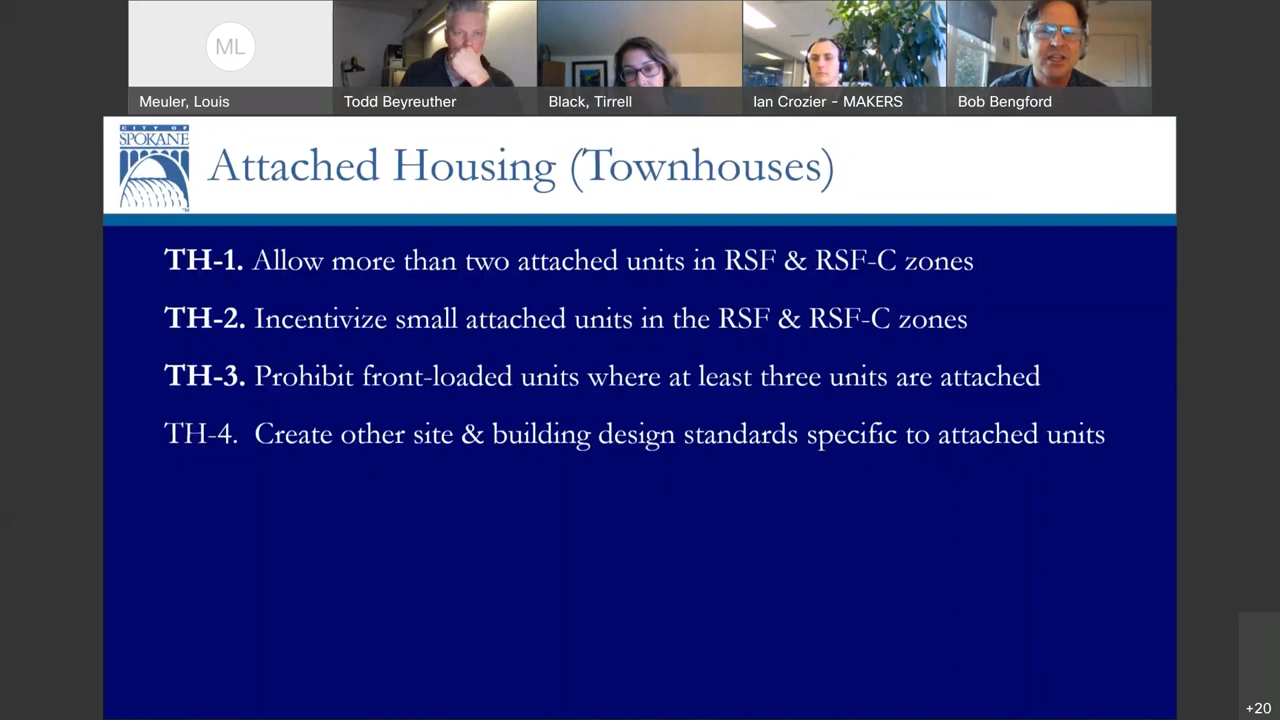 ML
Meuler, Louis
Todd Beyreuther
Black, Tirrell
Ian Crozier - MAKERS
Bob Bengford
CITY OF
SPOKANE
Attached Housing (Townhouses)
TH-1. Allow more than two attached units in RSF & RSF-C zones
TH-2. Incentivize small attached units in the RSF & RSF-C zones
TH-3. Prohibit front-loaded units where at least three units are attached
TH-4. Create other site & building design standards specific to attached units
+20